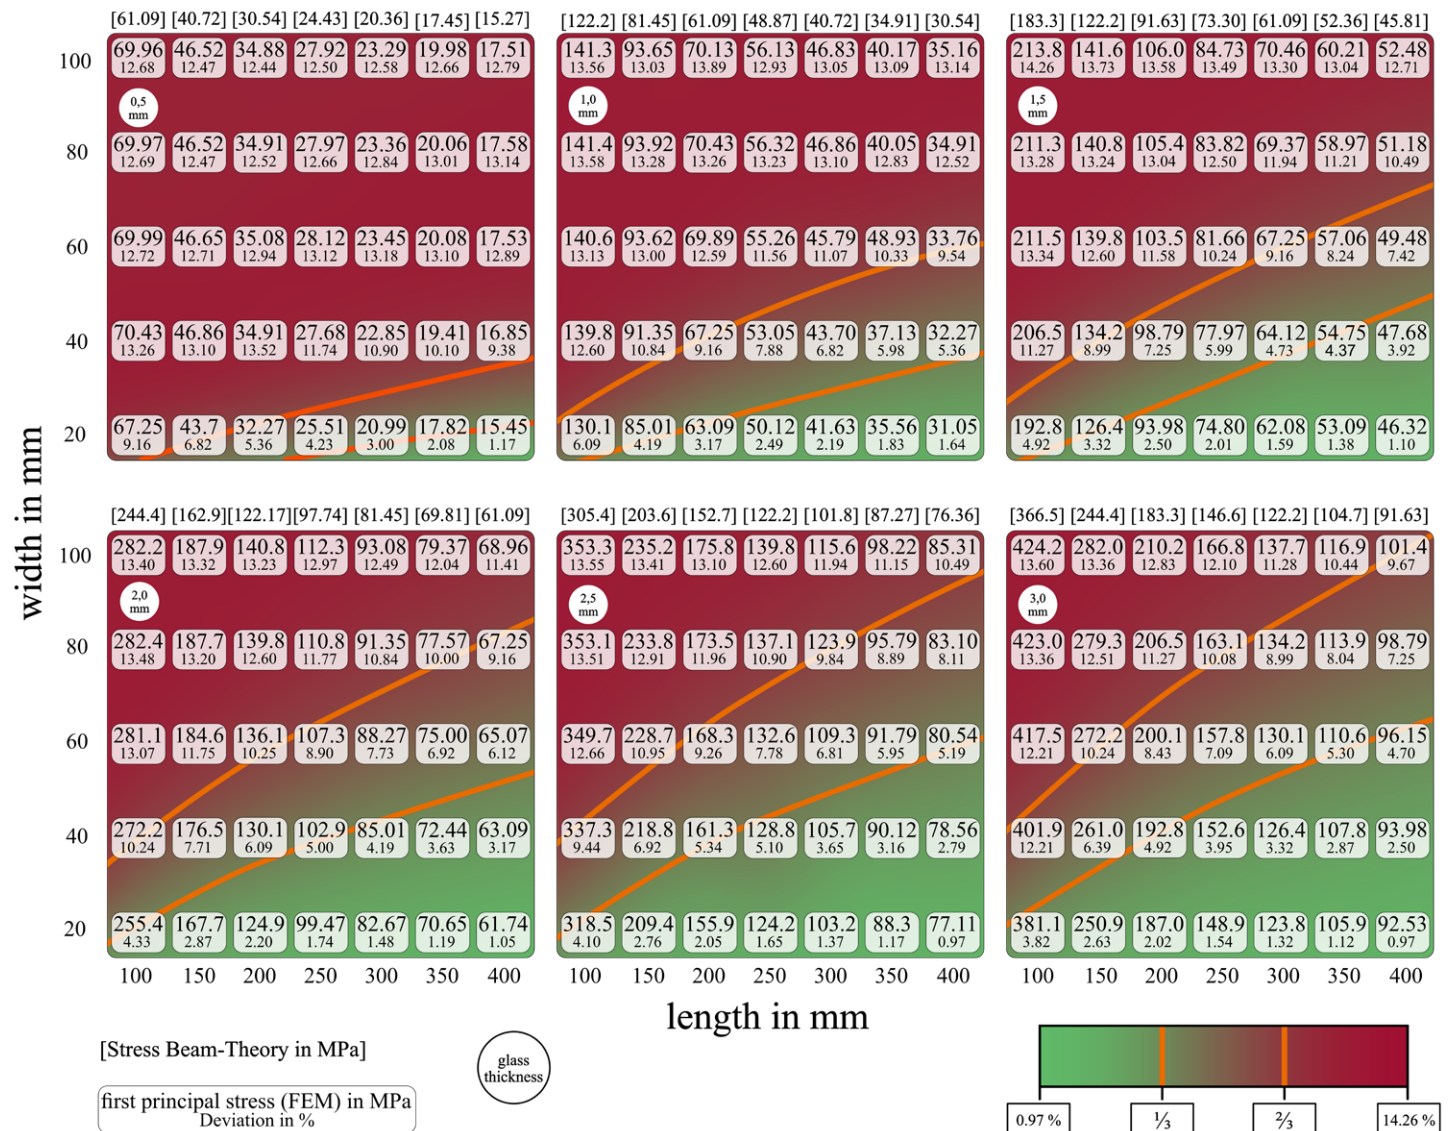 [61.09] [40.72] [30.54] [24.43] [20.36] [17.45] [15.27]
100
69.96 46.52 34.88 27.92 23.29 19.98 17.51
12.68 12.47 12.44 12.50 12.58 12.66 12.79
0,5
mm
80
69.97 46.52 34.91 27.97 23.36 20.06 17.58
12.69 12.47 12.52 12.66 12.84 13.01 13.14
60
69.99 46.65 35.08 28.12 23.45 20.08 17.53
12.72 12.71 12.94 13.12 13.18 13.10 12.89
40
70.43 46.86 34.91 27.68 22.85 19.41 16.85
13.26 13.10 13.52 11.74 10.90 10.10 9.38
20
67.25 43.7 32.27 25.51 20.99 17.82 15.45
9.16 6.82 5.36 4.23 3.00 2.08 1.17
[122.2] [81.45] [61.09] [48.87] [40.72] [34.91] [30.54]
141.3 93.65 70.13 56.13 46.83 40.17 35.16
13.56 13.03 13.89 12.93 13.05 13.09 13.14
1,0
mm
141.4 93.92 70.43 56.32 46.86 40.05 34.91
13.58 13.28 13.26 13.23 13.10 12.83 12.52
140.6 93.62 69.89 55.26 45.79 48.93 33.76
13.13 13.00 12.59 11.56 11.07 10.33 9.54
139.8 91.35 67.25 53.05 43.70 37.13 32.27
12.60 10.84 9.16 7.88 6.82 5.98 5.36
130.1 85.01 63.09 50.12 41.63 35.56 31.05
6.09 4.19 3.17 2.49 2.19 1.83 1.64
[183.3] [122.2] [91.63] [73.30] [61.09] [52.36] [45.81]
213.8 141.6 106.0 84.73 70.46 60.21 52.48
14.26 13.73 13.58 13.49 13.30 13.04 12.71
1,5
mm
211.3 140.8 105.4 83.82 69.37 58.97 51.18
13.28 13.24 13.04 12.50 11.94 11.21 10.49
211.5 139.8 103.5 81.66 67.25 57.06 49.48
13.34 12.60 11.58 10.24 9.16 8.24 7.42
206.5 134.2 98.79 77.97 64.12 54.75 47.68
11.27 8.99 7.25 5.99 4.73 4.37 3.92
192.8 126.4 93.98 74.80 62.08 53.09 46.32
4.92 3.32 2.50 2.01 1.59 1.38 1.10
width in mm
[244.4] [162.9] [122.17] [97.74] [81.45] [69.81] [61.09]
100
282.2 187.9 140.8 112.3 93.08 79.37 68.96
13.40 13.32 13.23 12.97 12.49 12.04 11.41
2,0
mm
80
282.4 187.7 139.8 110.8 91.35 77.57 67.25
13.48 13.20 12.60 11.77 10.84 10.00 9.16
60
281.1 184.6 136.1 107.3 88.27 75.00 65.07
13.07 11.75 10.25 8.90 7.73 6.92 6.12
40
272.2 176.5 130.1 102.9 85.01 72.44 63.09
10.24 7.71 6.09 5.00 4.19 3.63 3.17
20
255.4 167.7 124.9 99.47 82.67 70.65 61.74
4.33 2.87 2.20 1.74 1.48 1.19 1.05
100 150 200 250 300 350 400
[305.4] [203.6] [152.7] [122.2] [101.8] [87.27] [76.36]
353.3 235.2 175.8 139.8 115.6 98.22 85.31
13.55 13.41 13.10 12.60 11.94 11.15 10.49
2,5
mm
353.1 233.8 173.5 137.1 123.9 95.79 83.10
13.51 12.91 11.96 10.90 9.84 8.89 8.11
349.7 228.7 168.3 132.6 109.3 91.79 80.54
12.66 10.95 9.26 7.78 6.81 5.95 5.19
337.3 218.8 161.3 128.8 105.7 90.12 78.56
9.44 6.92 5.34 5.10 3.65 3.16 2.79
318.5 209.4 155.9 124.2 103.2 88.3 77.11
4.10 2.76 2.05 1.65 1.37 1.17 0.97
100 150 200 250 300 350 400
[366.5] [244.4] [183.3] [146.6] [122.2] [104.7] [91.63]
424.2 282.0 210.2 166.8 137.7 116.9 101.4
13.60 13.36 12.83 12.10 11.28 10.44 9.67
3,0
mm
423.0 279.3 206.5 163.1 134.2 113.9 98.79
13.36 12.51 11.27 10.08 8.99 8.04 7.25
417.5 272.2 200.1 157.8 130.1 110.6 96.15
12.21 10.24 8.43 7.09 6.09 5.30 4.70
401.9 261.0 192.8 152.6 126.4 107.8 93.98
12.21 6.39 4.92 3.95 3.32 2.87 2.50
381.1 250.9 187.0 148.9 123.8 105.9 92.53
3.82 2.63 2.02 1.54 1.32 1.12 0.97
100 150 200 250 300 350 400
length in mm
[Stress Beam-Theory in MPa]
first principal stress (FEM) in MPa
Deviation in %
glass
thickness
0.97 % ⅓ ⅔ 14.26 %